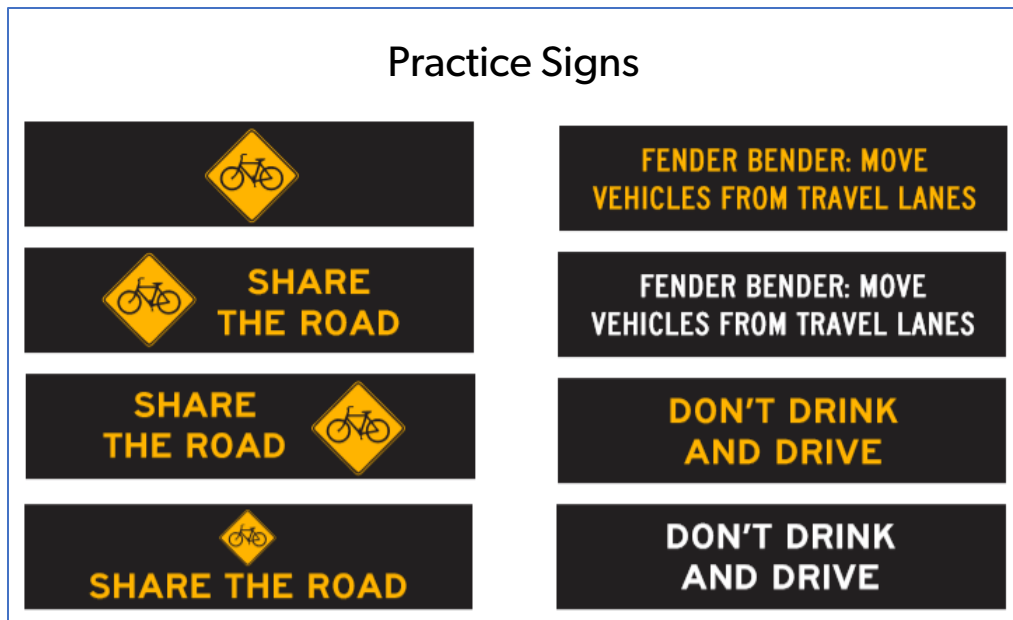 Practice Signs
SHARE
THE ROAD
SHARE
THE ROAD
SHARE THE ROAD
FENDER BENDER: MOVE
VEHICLES FROM TRAVEL LANES
FENDER BENDER: MOVE
VEHICLES FROM TRAVEL LANES
DON'T DRINK
AND DRIVE
DON'T DRINK
AND DRIVE